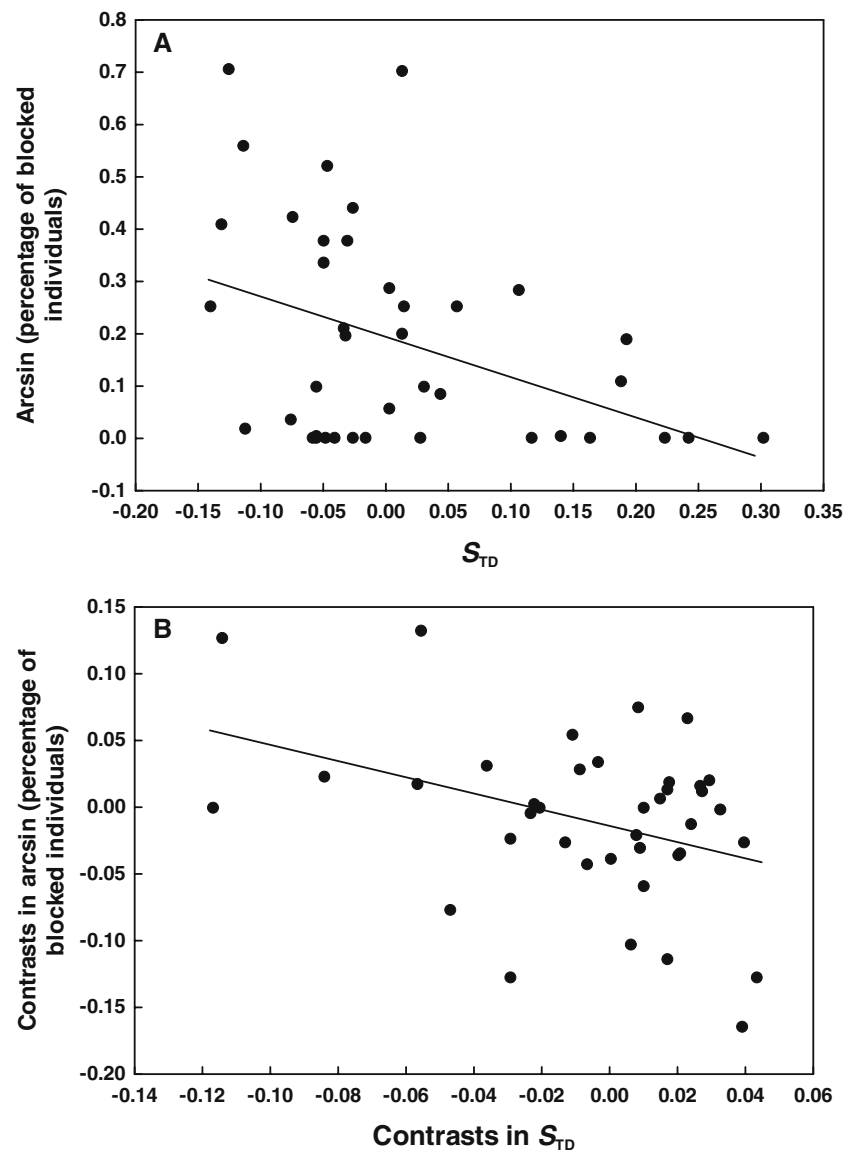 A
0.8
0.7
0.6
0.5
0.4
0.3
0.2
0.1
0.0
-0.1
Arcsin (percentage of blocked
individuals)
-0.20 -0.15 -0.10 -0.05 0.00 0.05 0.10 0.15 0.20 0.25 0.30 0.35
STD
B
0.15
0.10
0.05
0.00
-0.05
-0.10
-0.15
-0.20
Contrasts in arcsin (percentage of
blocked individuals)
-0.14 -0.12 -0.10 -0.08 -0.06 -0.04 -0.02 0.00 0.02 0.04 0.06
Contrasts in STD